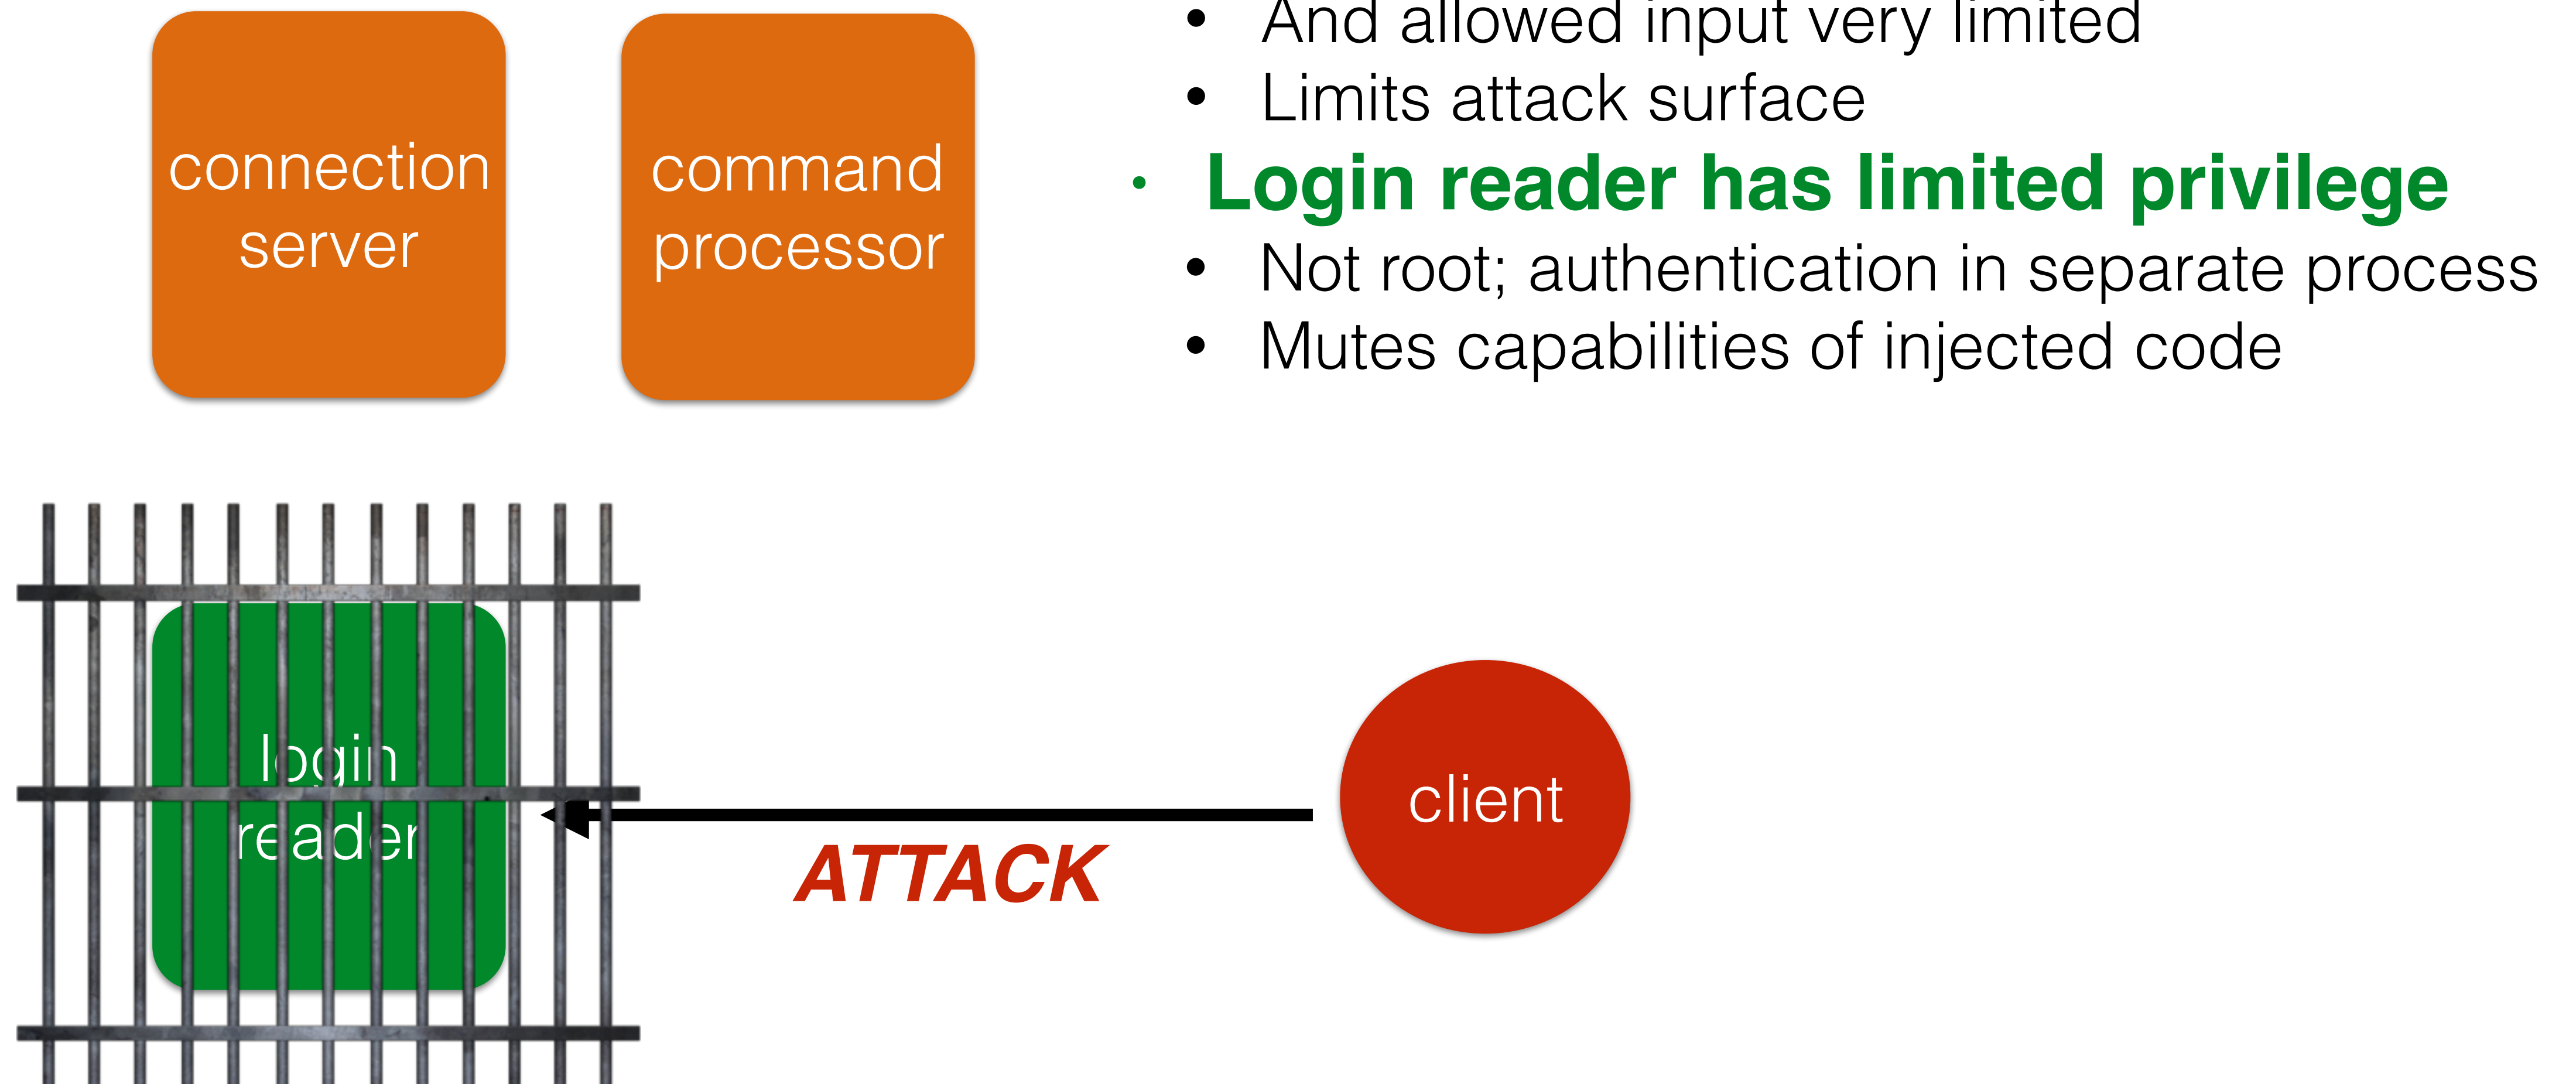 connection
server
command
processor
• And allowed input very limited
• Limits attack surface
• Login reader has limited privilege
• Not root; authentication in separate process
• Mutes capabilities of injected code
login
reader
ATTACK
client